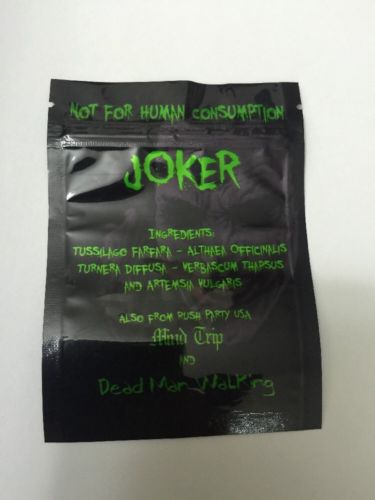 NOT FOR HUMAN CONSUMPTION
JOKER
INGREDIENTS:
TUSSILAGO FARFARA - ALTHAEA OFFICINALIS
TURNERA DIFFUSA - VERBASCUM THAPSUS
AND ARTEMSIA VULGARIS
ALSO FROM PUSH PARTY USA
Mind Trip
AND
Dead Man Walking